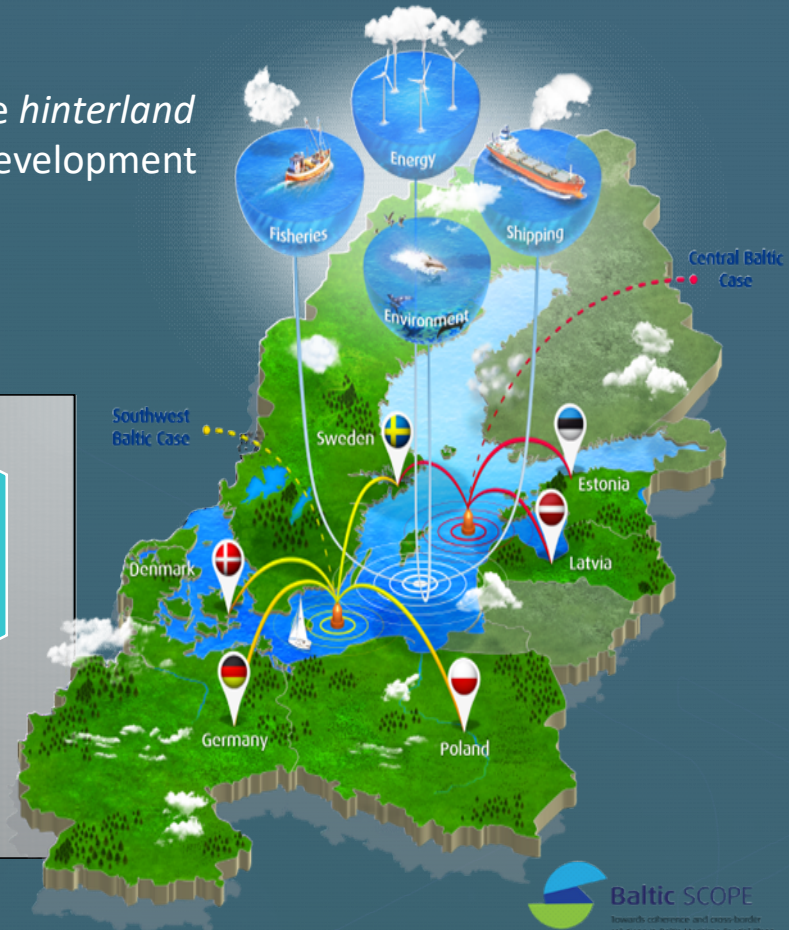 e hinterland
evelopment
Energy
Fisheries
Shipping
Environment
Central Baltic
Case
Southwest
Baltic Case
Sweden
Estonia
Latvia
Denmark
Germany
Poland
Baltic SCOPE
Towards coherence and cross-border